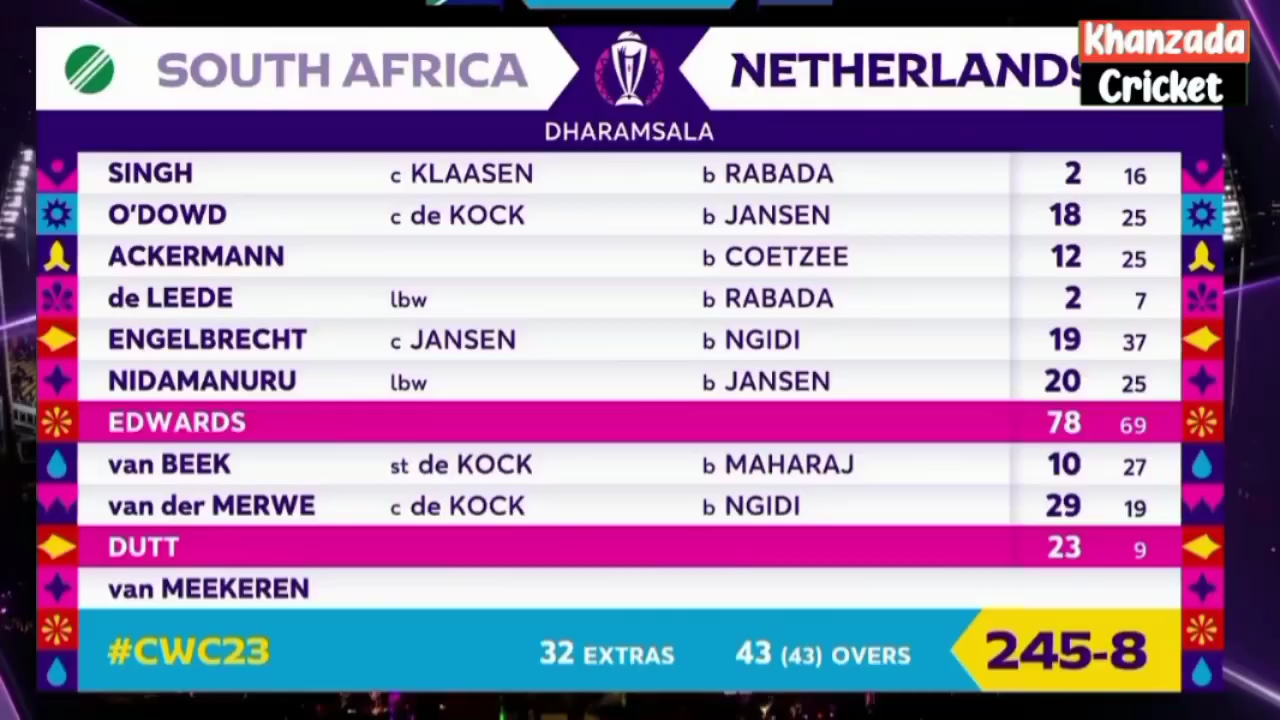 SOUTH AFRICA NETHERLANDS
Khanzada
Cricket
DHARAMSALA
SINGH c KLAASEN b RABADA 2 16
O'DOWD c de KOCK b JANSEN 18 25
ACKERMANN b COETZEE 12 25
de LEEDE lbw b RABADA 2 7
ENGELBRECHT c JANSEN b NGIDI 19 37
NIDAMANURU lbw b JANSEN 20 25
EDWARDS 78 69
van BEEK st de KOCK b MAHARAJ 10 27
van der MERWE c de KOCK b NGIDI 29 19
DUTT 23 9
van MEEKEREN
#CWC23 32 EXTRAS 43 (43) OVERS 245-8